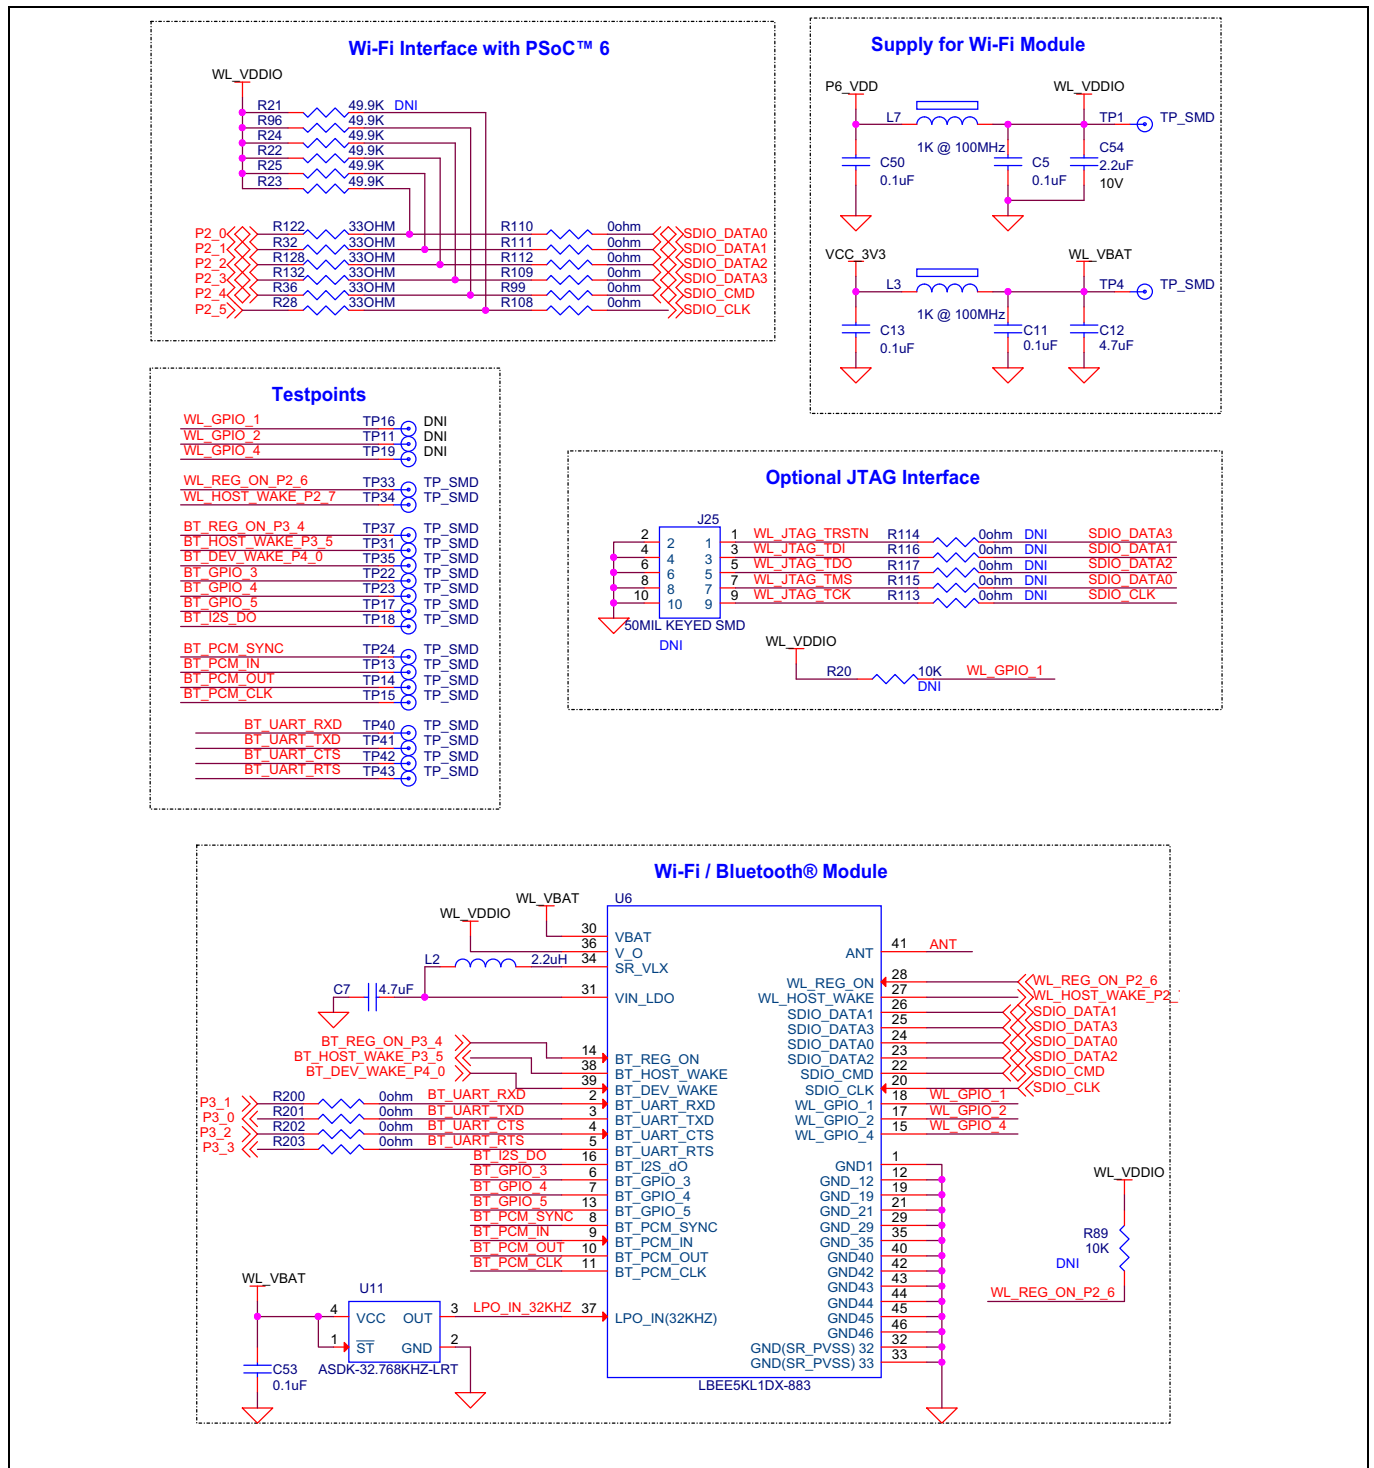 Wi-Fi Interface with PSoC™ 6
WL_VDDIO
R21 49.9K DNI
R96 49.9K
R24 49.9K
R22 49.9K
R25 49.9K
R23 49.9K
P2_0 R122 33OHM R110 0ohm SDIO_DATA0
P2_1 R32 33OHM R111 0ohm SDIO_DATA1
P2_2 R128 33OHM R112 0ohm SDIO_DATA2
P2_3 R132 33OHM R109 0ohm SDIO_DATA3
P2_4 R36 33OHM R99 0ohm SDIO_CMD
P2_5 R28 33OHM R108 0ohm SDIO_CLK
Supply for Wi-Fi Module
P6_VDD WL_VDDIO
L7 TP1 TP_SMD
1K @ 100MHz
C50 C5 C54
0.1uF 0.1uF 2.2uF
10V
VCC_3V3 WL_VBAT
L3 TP4 TP_SMD
1K @ 100MHz
C13 C11 C12
0.1uF 0.1uF 4.7uF
Testpoints
WL_GPIO_1 TP16 DNI
WL_GPIO_2 TP11 DNI
WL_GPIO_4 TP19 DNI
WL_REG_ON_P2_6 TP33 TP_SMD
WL_HOST_WAKE_P2_7 TP34 TP_SMD
BT_REG_ON_P3_4 TP37 TP_SMD
BT_HOST_WAKE_P3_5 TP31 TP_SMD
BT_DEV_WAKE_P4_0 TP35 TP_SMD
BT_GPIO_3 TP22 TP_SMD
BT_GPIO_4 TP23 TP_SMD
BT_GPIO_5 TP17 TP_SMD
BT_I2S_DO TP18 TP_SMD
BT_PCM_SYNC TP24 TP_SMD
BT_PCM_IN TP13 TP_SMD
BT_PCM_OUT TP14 TP_SMD
BT_PCM_CLK TP15 TP_SMD
BT_UART_RXD TP40 TP_SMD
BT_UART_TXD TP41 TP_SMD
BT_UART_CTS TP42 TP_SMD
BT_UART_RTS TP43 TP_SMD
Optional JTAG Interface
J25
2 2 1 1 WL_JTAG_TRSTN R114 0ohm DNI SDIO_DATA3
4 4 3 3 WL_JTAG_TDI R116 0ohm DNI SDIO_DATA1
6 6 5 5 WL_JTAG_TDO R117 0ohm DNI SDIO_DATA2
8 8 7 7 WL_JTAG_TMS R115 0ohm DNI SDIO_DATA0
10 10 9 9 WL_JTAG_TCK R113 0ohm DNI SDIO_CLK
50MIL KEYED SMD
DNI
WL_VDDIO
R20 10K WL_GPIO_1
DNI
Wi-Fi / Bluetooth® Module
U6
WL_VBAT
WL_VDDIO
30 VBAT
36 V_O
L2 2.2uH 34 SR_VLX
C7 4.7uF 31 VIN_LDO
BT_REG_ON_P3_4 14 BT_REG_ON
BT_HOST_WAKE_P3_5 38 BT_HOST_WAKE
BT_DEV_WAKE_P4_0 39 BT_DEV_WAKE
P3_1 R200 0ohm BT_UART_RXD 2 BT_UART_RXD
P3_0 R201 0ohm BT_UART_TXD 3 BT_UART_TXD
P3_2 R202 0ohm BT_UART_CTS 4 BT_UART_CTS
P3_3 R203 0ohm BT_UART_RTS 5 BT_UART_RTS
BT_I2S_DO 16 BT_I2S_dO
BT_GPIO_3 6 BT_GPIO_3
BT_GPIO_4 7 BT_GPIO_4
BT_GPIO_5 13 BT_GPIO_5
BT_PCM_SYNC 8 BT_PCM_SYNC
BT_PCM_IN 9 BT_PCM_IN
BT_PCM_OUT 10 BT_PCM_OUT
BT_PCM_CLK 11 BT_PCM_CLK
LPO_IN_32KHZ 37 LPO_IN(32KHZ)
ANT 41 ANT
WL_REG_ON 28 WL_REG_ON_P2_6
WL_HOST_WAKE 27 WL_HOST_WAKE_P2_
SDIO_DATA1 26 SDIO_DATA1
SDIO_DATA3 25 SDIO_DATA3
SDIO_DATA0 24 SDIO_DATA0
SDIO_DATA2 23 SDIO_DATA2
SDIO_CMD 22 SDIO_CMD
SDIO_CLK 20 SDIO_CLK
WL_GPIO_1 18 WL_GPIO_1
WL_GPIO_2 17 WL_GPIO_2
WL_GPIO_4 15 WL_GPIO_4
GND1 1
GND_12 12
GND_19 19
GND_21 21
GND_29 29
GND_35 35
GND40 40
GND42 42
GND43 43
GND44 44
GND45 45
GND46 46
GND(SR_PVSS) 32 32
GND(SR_PVSS) 33 33
LBEE5KL1DX-883
WL_VDDIO
R89
10K
DNI
WL_REG_ON_P2_6
WL_VBAT
U11
4 VCC OUT 3
1 ST GND 2
ASDK-32.768KHZ-LRT
C53
0.1uF